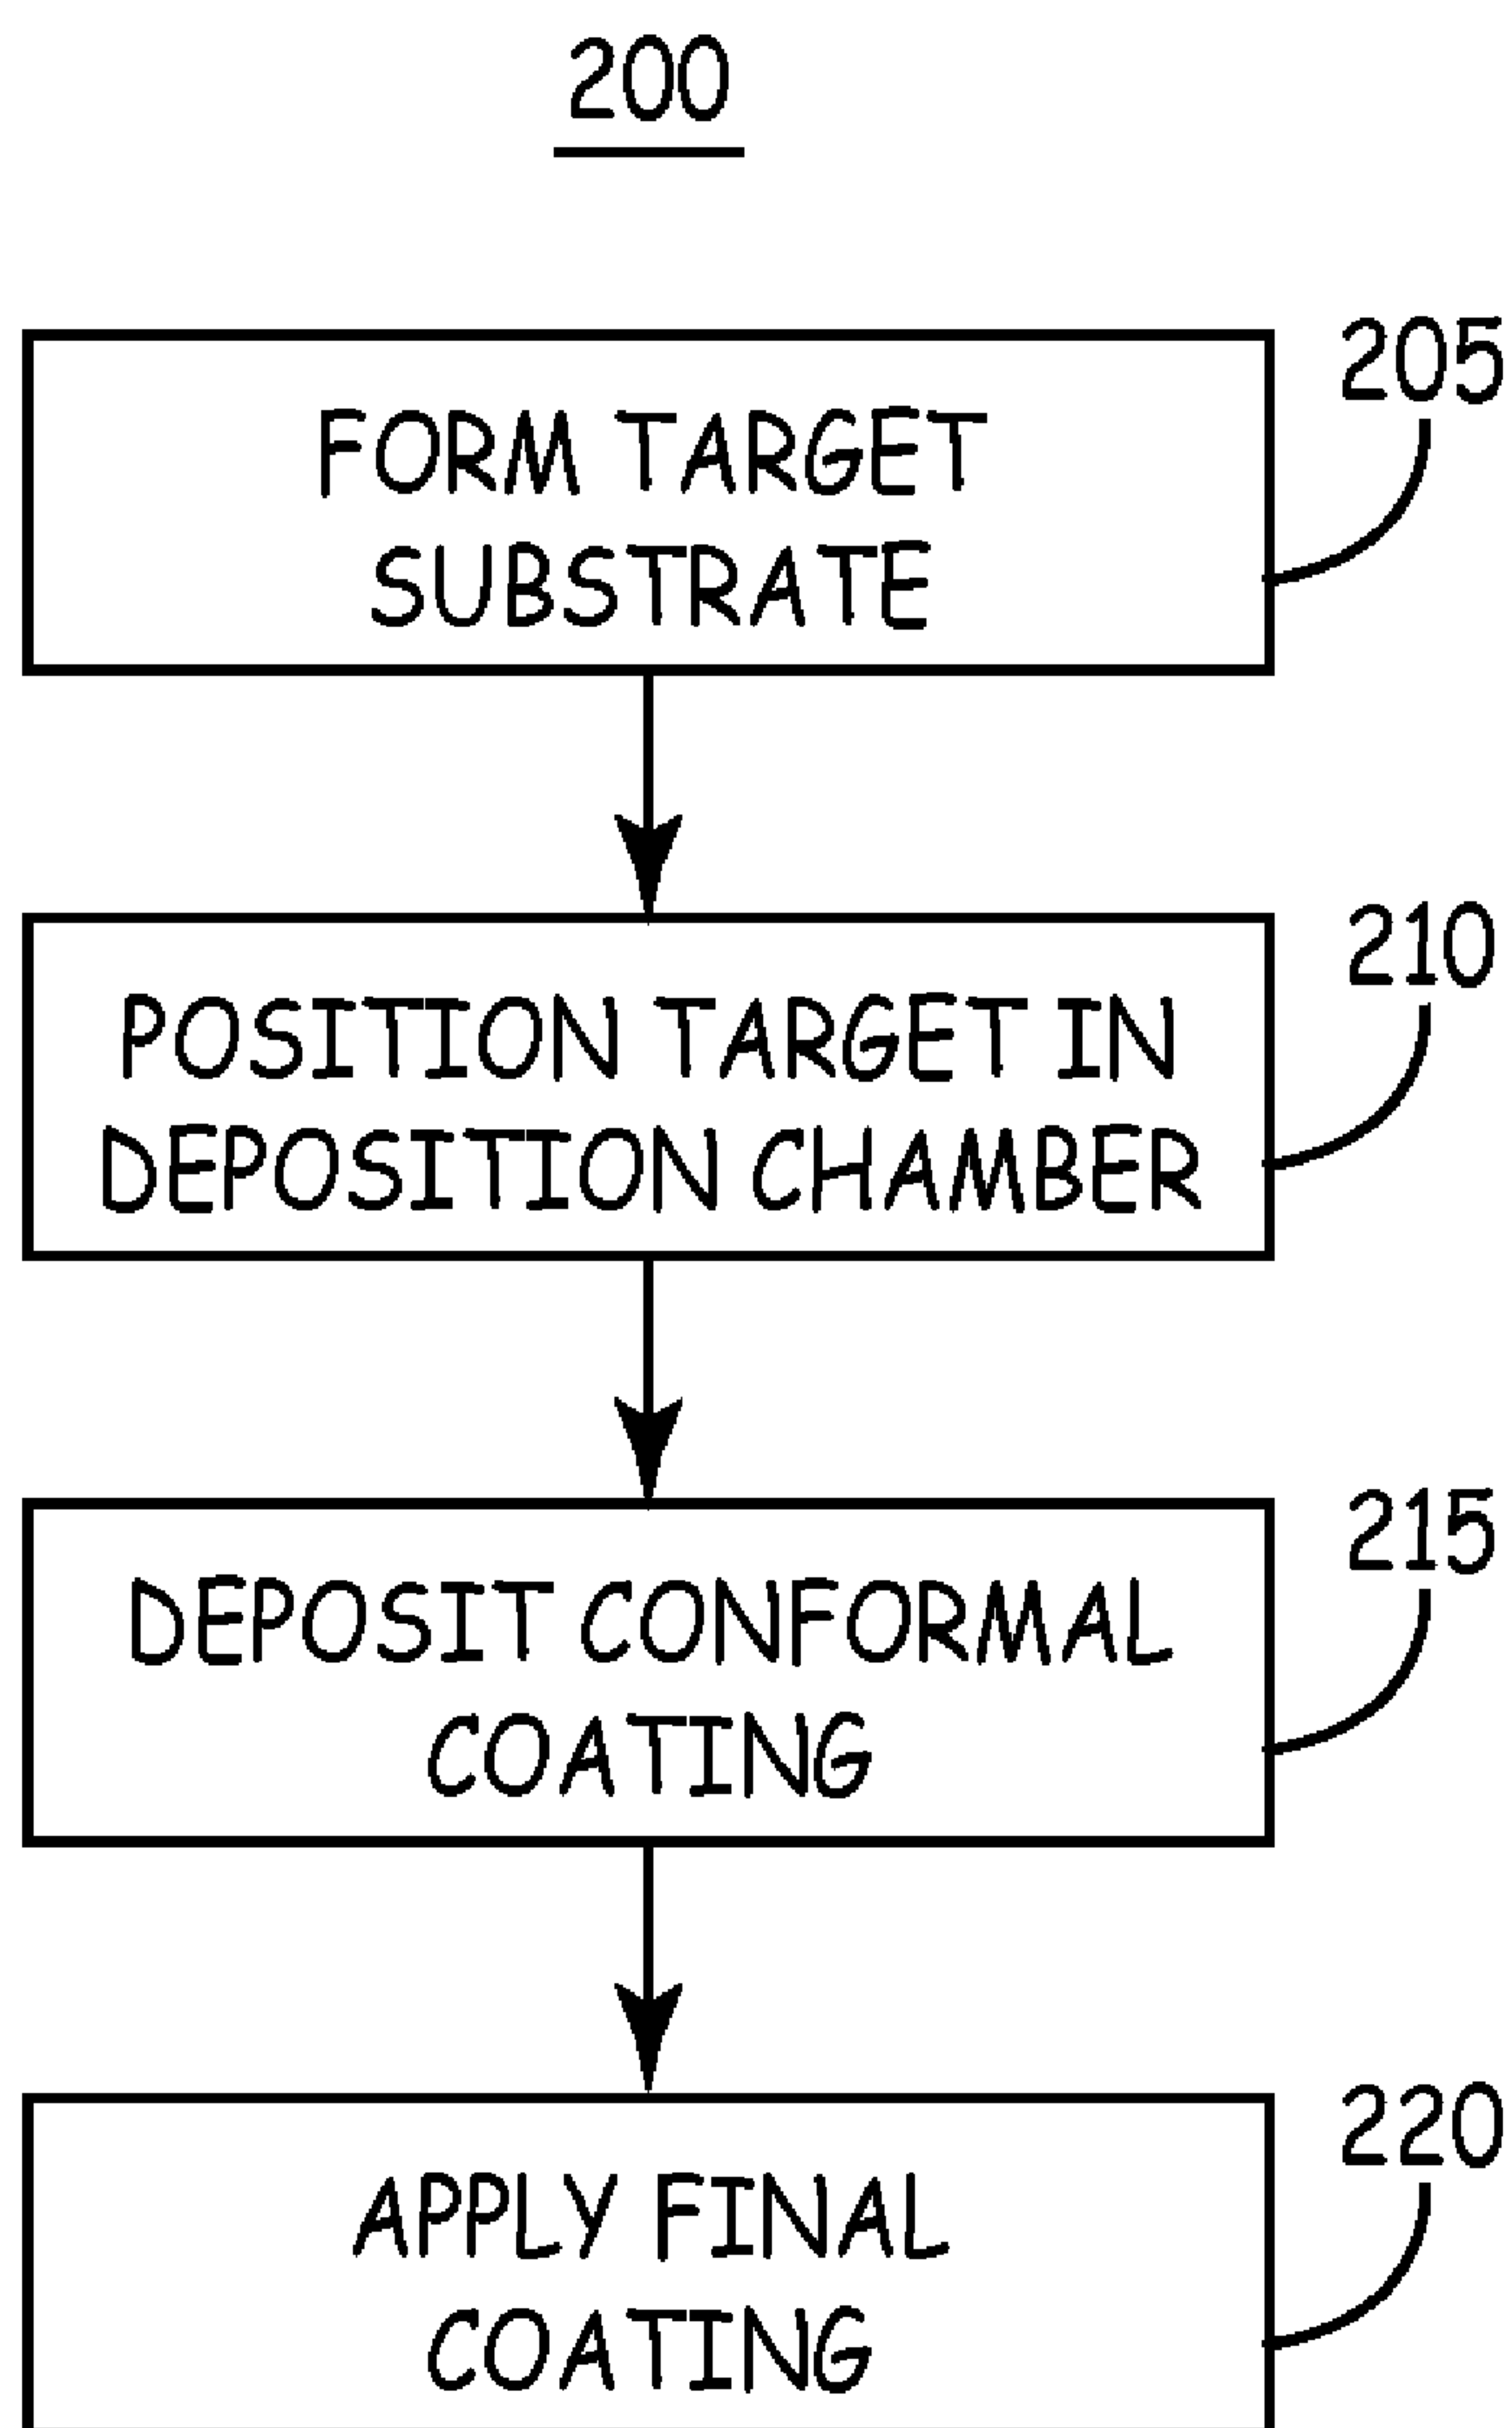 200
205
FORM TARGET
SUBSTRATE
210
POSITION TARGET IN
DEPOSITION CHAMBER
215
DEPOSIT CONFORMAL
COATING
220
APPLY FINAL
COATING